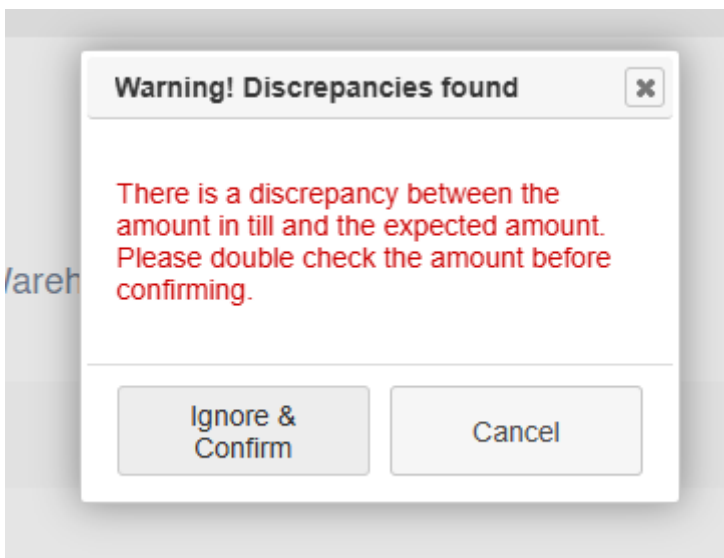 Warning! Discrepancies found
There is a discrepancy between the
amount in till and the expected amount.
Please double check the amount before
confirming.
Ignore &
Confirm
Cancel